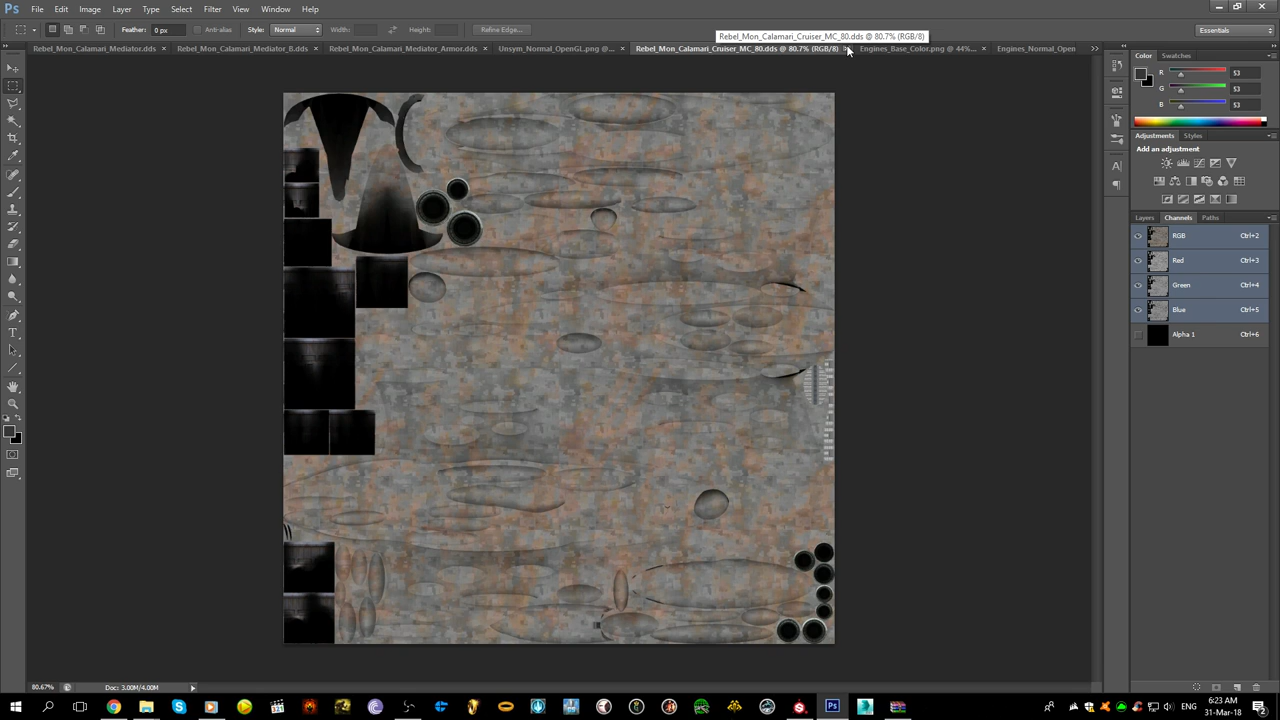 Ps File Edit Image Layer Type Select Filter 3D View Window Help
Feather: 0 px Anti-alias Style: Normal Width: Height: Refine Edge... Essentials
Rebel_Mon_Calamari_Cruiser_MC_80.dds @ 80.7% (RGB/8)
Rebel_Mon_Calamari_Mediator.dds × Rebel_Mon_Calamari_Mediator_B.dds × Rebel_Mon_Calamari_Mediator_Armor.dds × Unsym_Normal_OpenGL.png @... × Rebel_Mon_Calamari_Cruiser_MC_80.dds @ 80.7% (RGB/8) Engines_Base_Color.png @ 44%... × Engines_Normal_Open
Color Swatches
R 53
G 53
B 53
Adjustments Styles
Add an adjustment
Layers Channels Paths
RGB Ctrl+2
Red Ctrl+3
Green Ctrl+4
Blue Ctrl+5
Alpha 1 Ctrl+6
80.67% Doc: 3.00M/4.00M
6:23 AM
31-Mar-18